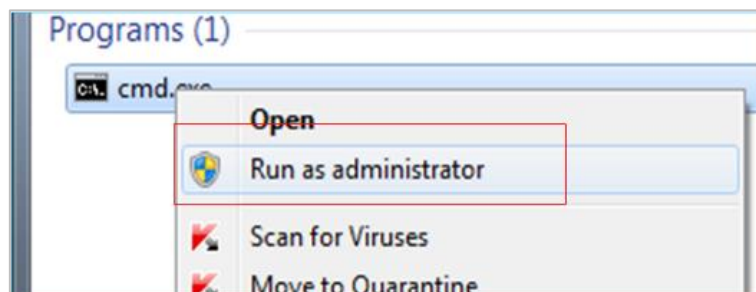 Programs (1)
cmd.exe
Open
Run as administrator
Scan for Viruses
Move to Quarantine